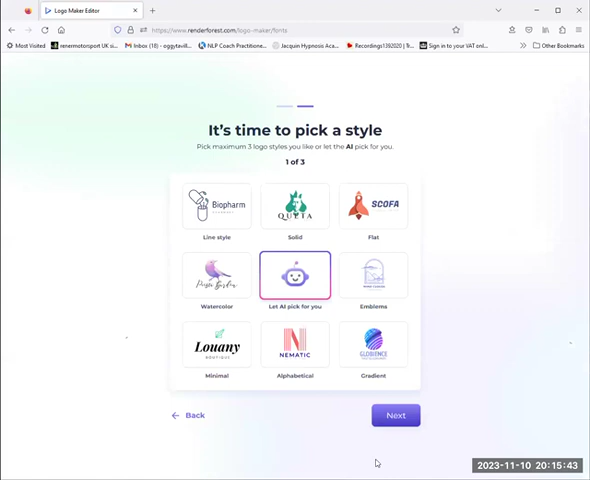 Logo Maker Editor
https://www.renderforest.com/logo-maker/fonts
Most Visited
renermotorsport UK si...
Inbox (18) - oggytavill...
NLP Coach Practitione...
Jacquin Hypnosis Aca...
Sign in to your VAT onl...
Other Bookmarks
It's time to pick a style
Pick maximum 3 logo styles you like or let the AI pick for you.
1 of 3
Biopharm
QUETA
SCOFA
Line style
Solid
Flat
Watercolor
Let AI pick for you
Emblems
Louany
BOUTIQUE
NEMATIC
GLOBIENCE
Minimal
Alphabetical
Gradient
Back
Next
2023-11-10 20:15:43